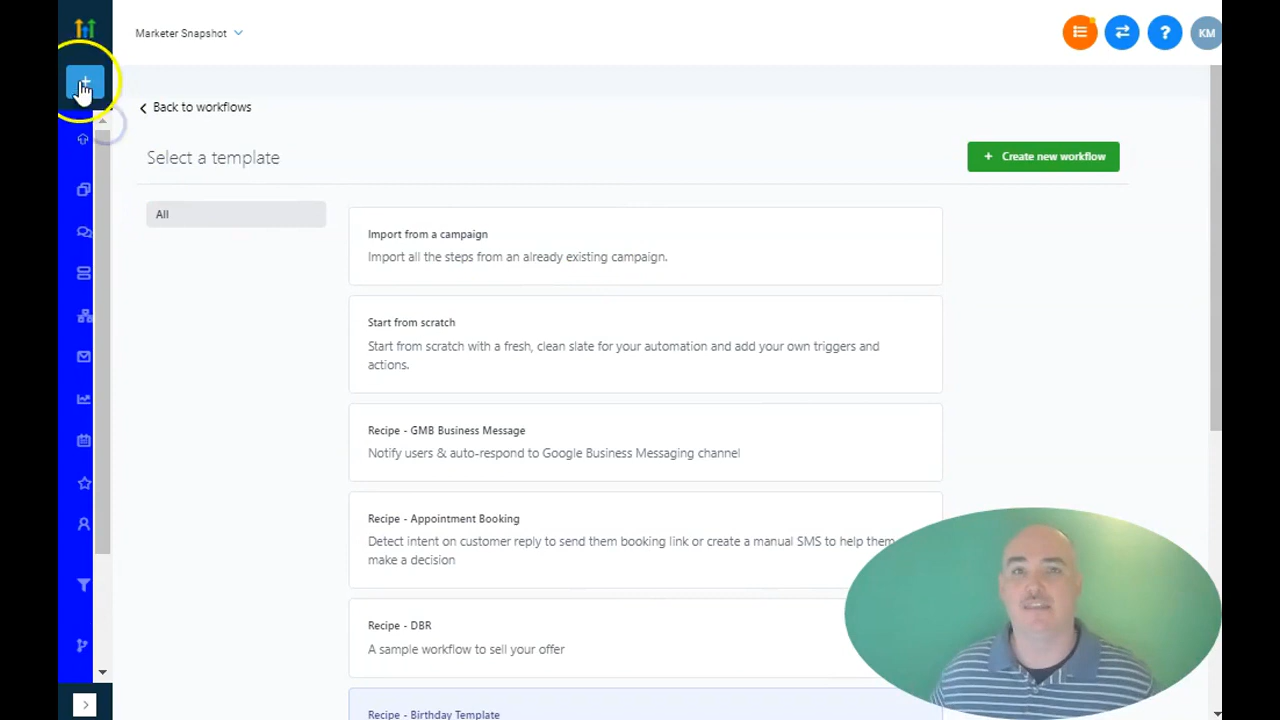 Marketer Snapshot
?
KM
+
Back to workflows
Select a template
+ Create new workflow
All
Import from a campaign
Import all the steps from an already existing campaign.
Start from scratch
Start from scratch with a fresh, clean slate for your automation and add your own triggers and
actions.
Recipe - GMB Business Message
Notify users & auto-respond to Google Business Messaging channel
Recipe - Appointment Booking
Detect intent on customer reply to send them booking link or create a manual SMS to help them
make a decision
Recipe - DBR
A sample workflow to sell your offer
Recipe - Birthday Template